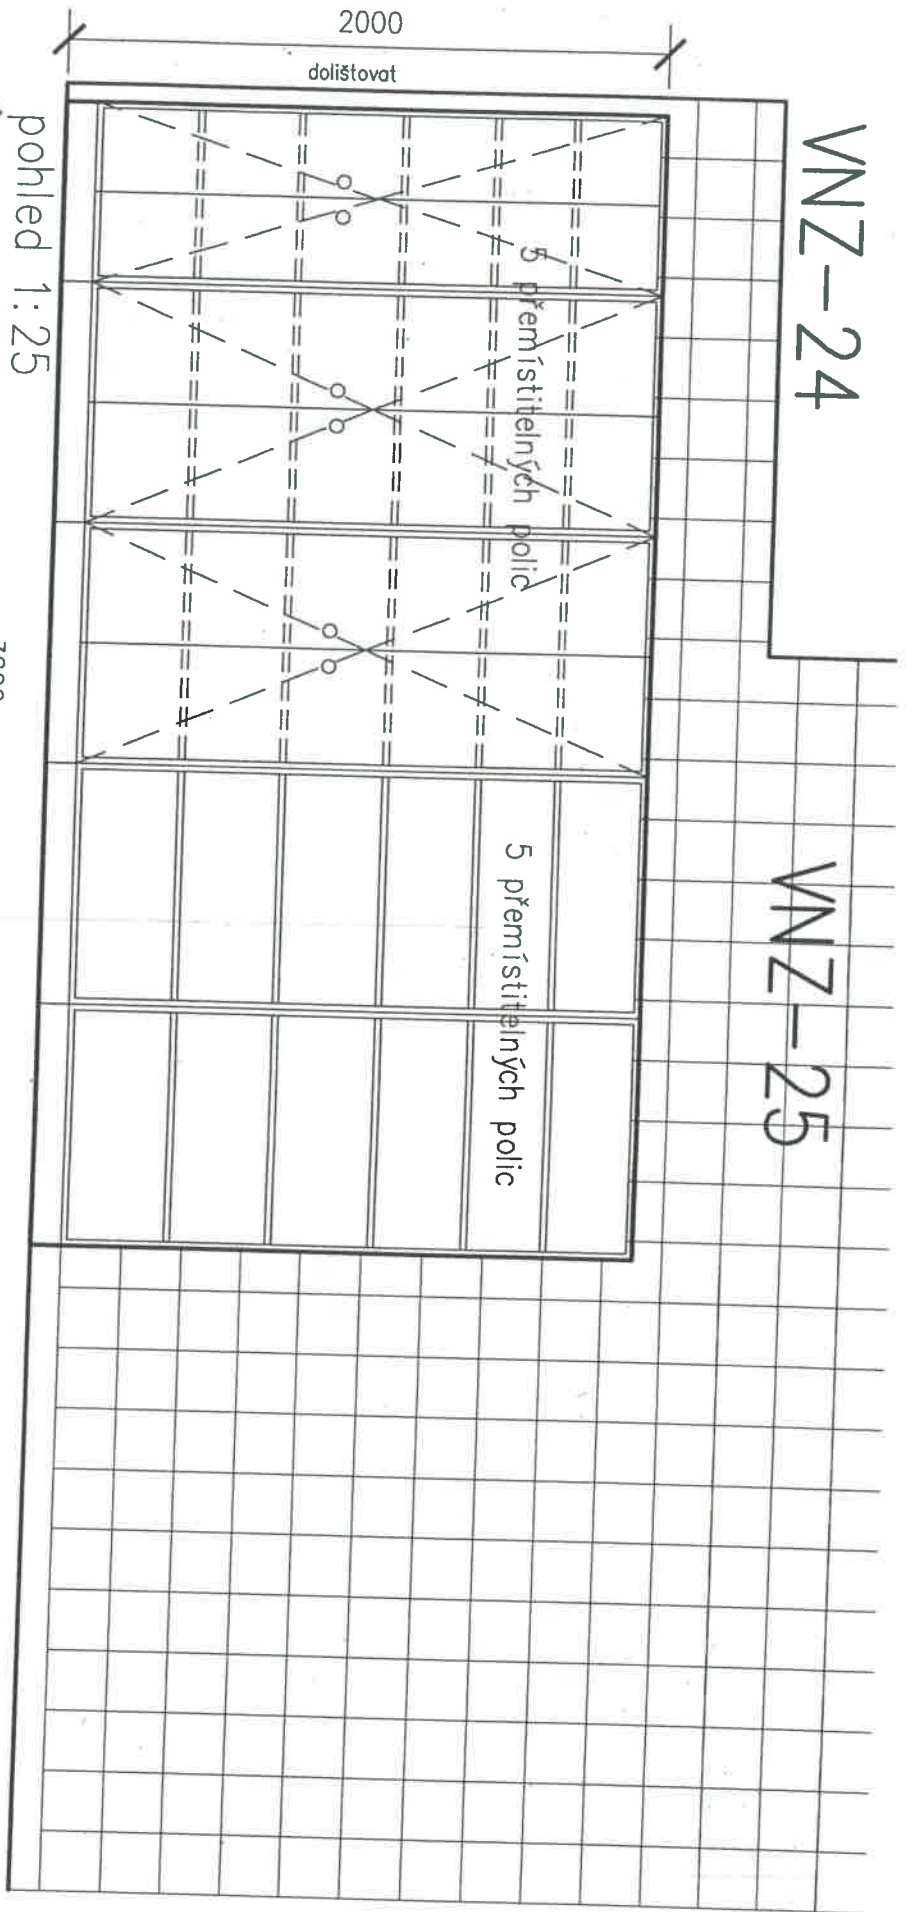 2000
dolištovat
VNZ-24
VNZ-25
5 přemístitelných polic
5 přemístitelných polic
pohled 1:25